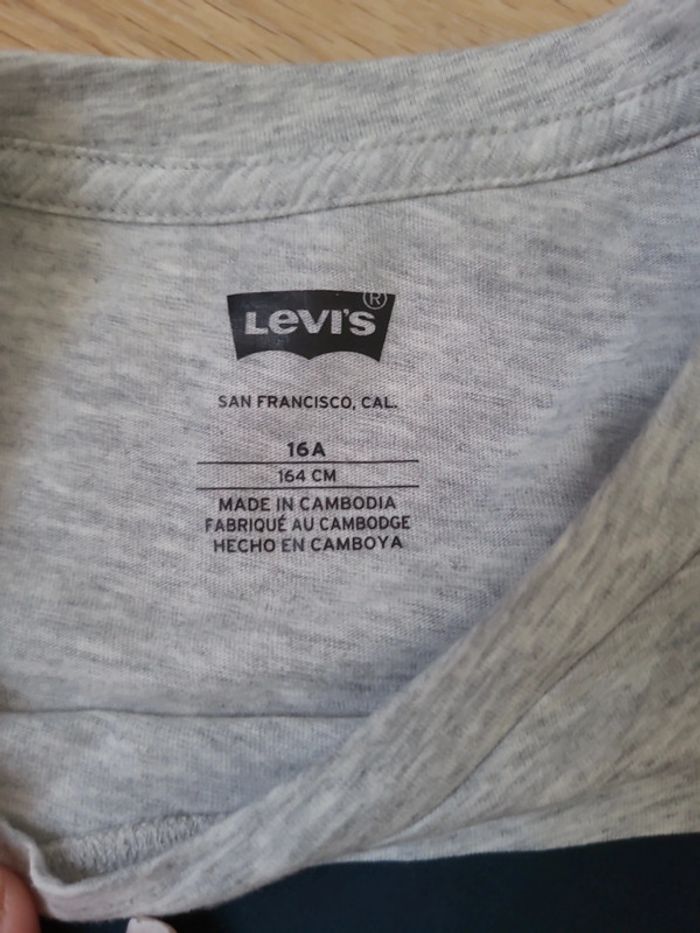 LEVI'S ®
SAN FRANCISCO, CAL.
16A
164 CM
MADE IN CAMBODIA
FABRIQUÉ AU CAMBODGE
HECHO EN CAMBOYA